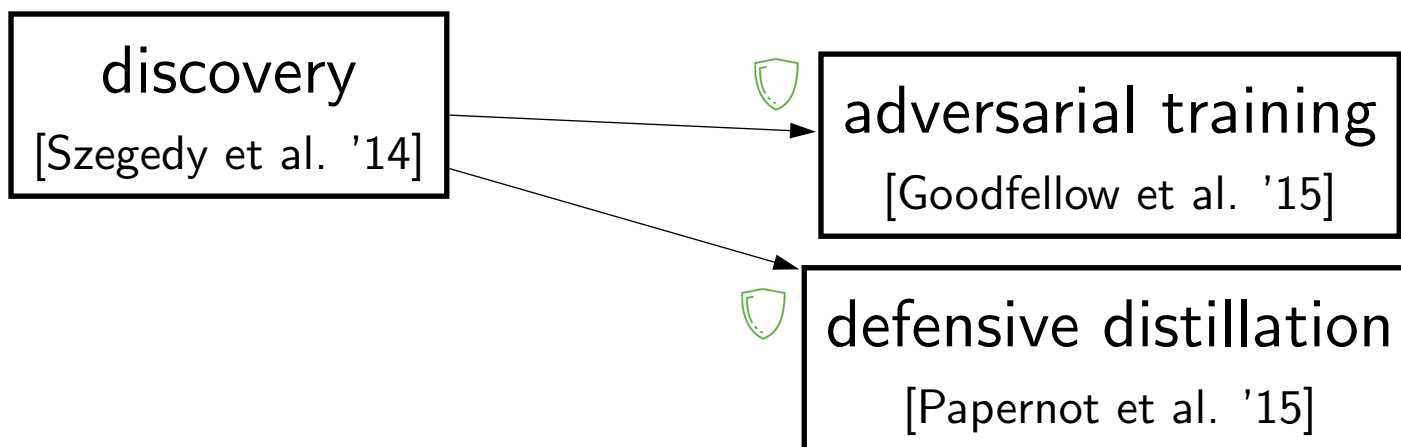 discovery
[Szegedy et al. '14]
adversarial training
[Goodfellow et al. '15]
defensive distillation
[Papernot et al. '15]